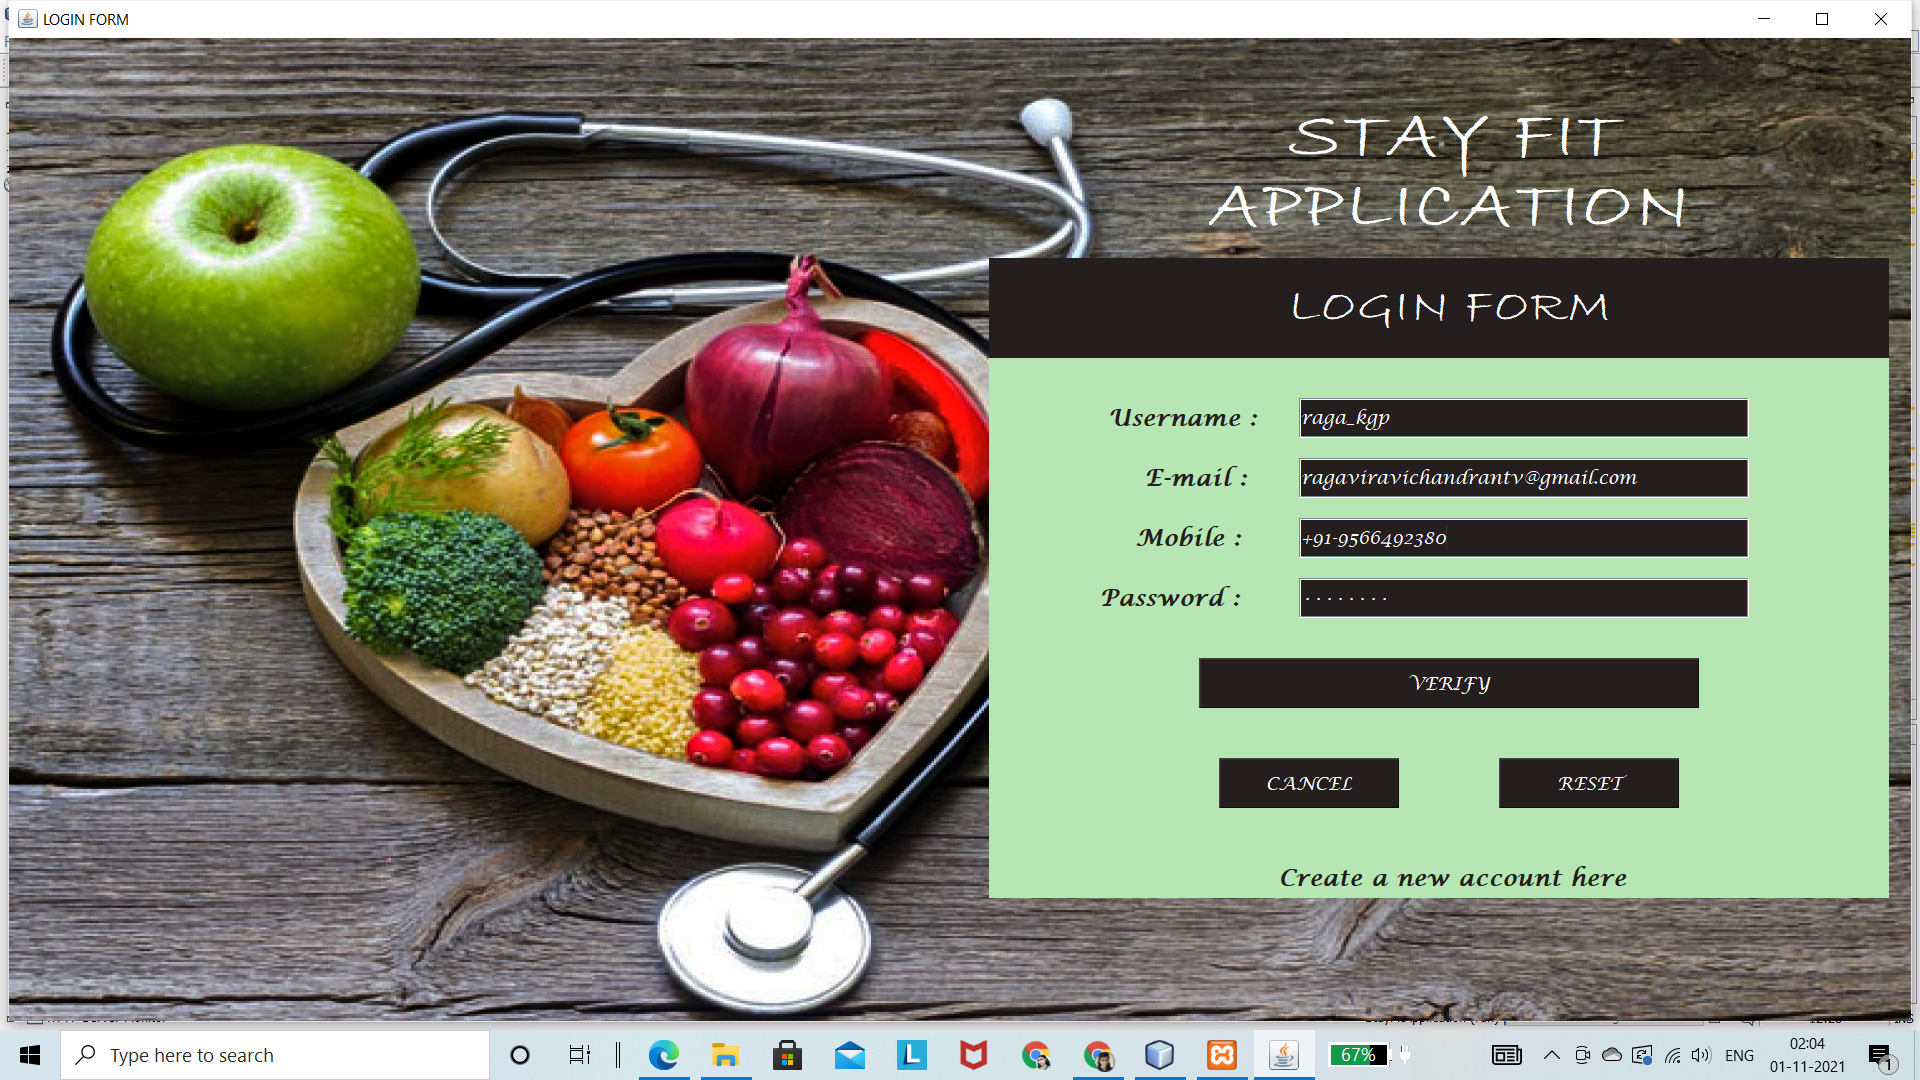 LOGIN FORM
STAY FIT
APPLICATION
LOGIN FORM
Username :
raga_kgp
E-mail :
ragaviravichandrantv@gmail.com
Mobile :
+91-9566492380
Password :
........
VERIFY
CANCEL
RESET
Create a new account here
Type here to search
L
67%
ENG
02:04
01-11-2021
1